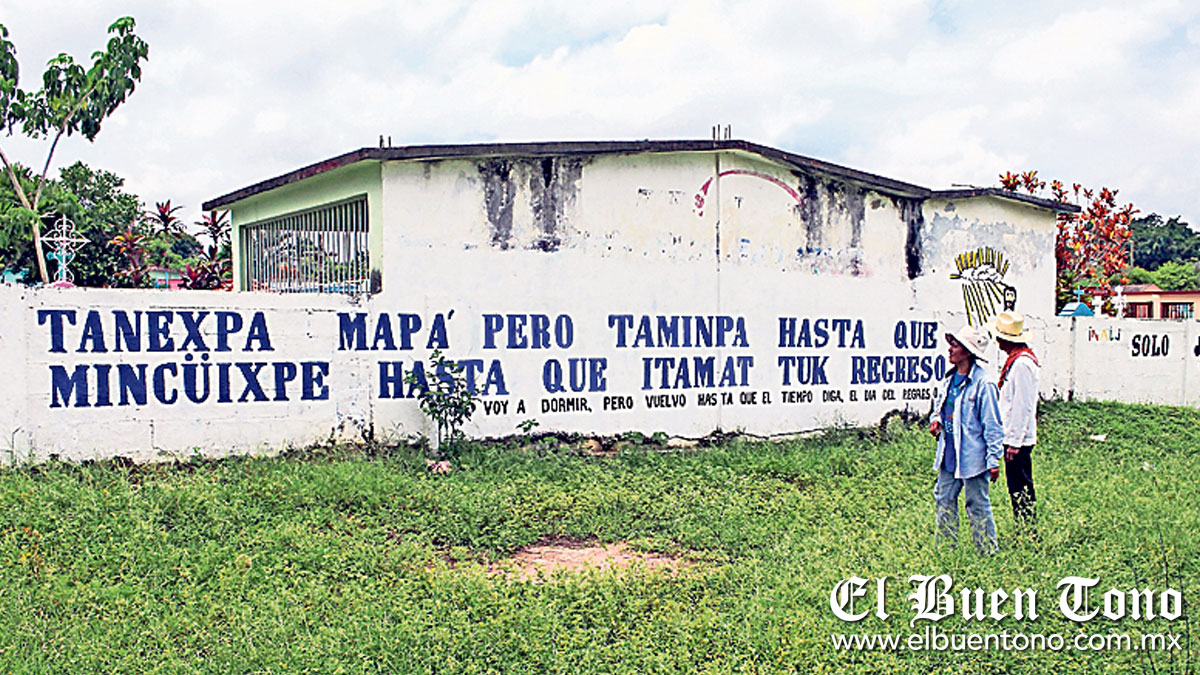 TANEXPA MAPÁ PERO TAMINPA HASTA QUE
MINCÜIXPE HASTA QUE ITAMAT TUK REGRESO
VOY A DORMIR, PERO VUELVO HASTA QUE EL TIEMPO DIGA, EL DIA DEL REGRESO
SOLO
El Buen Tono
www.elbuentono.com.mx